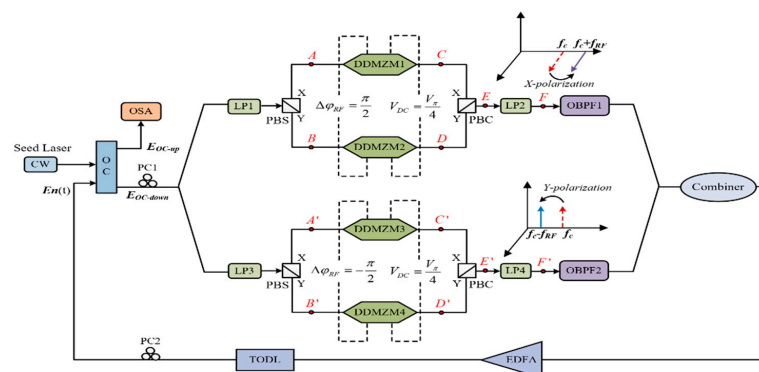 A
C
DDMZM1
f_c f_c+f_RF
X-polarization
LP1
X
Y
PBS
Δφ_RF = π/2 V_DC = V_π/4
X
Y
PBC
E
LP2
F
OBPF1
OSA
B
DDMZM2
D
Seed Laser
CW
OC
E_OC-up
PC1
E_OC-down
En(t)
Combiner
Y-polarization
f_c-f_RF f_c
A'
DDMZM3
C'
LP3
X
Y
PBS
Δφ_RF = -π/2 V_DC = V_π/4
X
Y
PBC
E'
LP4
F'
OBPF2
B'
DDMZM4
D'
PC2
TODL
EDFA